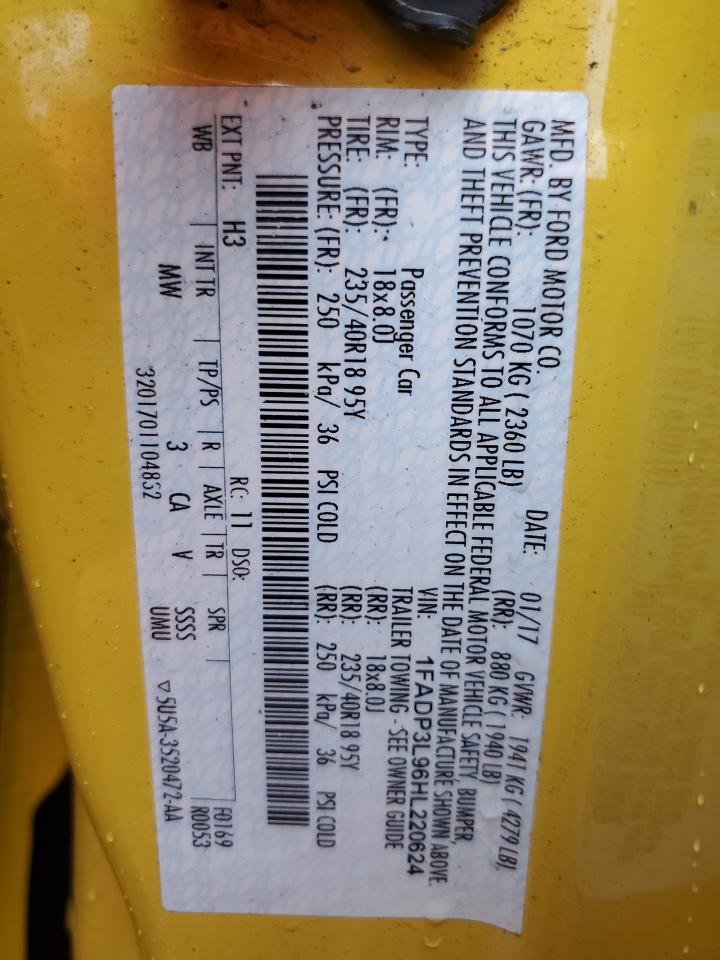 MFD. BY FORD MOTOR CO. DATE: 01/17 GVWR: 1941 KG ( 4279 LB)
GAWR: (FR): 1070 KG ( 2360 LB) (RR): 880 KG ( 1940 LB)
THIS VEHICLE CONFORMS TO ALL APPLICABLE FEDERAL MOTOR VEHICLE SAFETY, BUMPER,
AND THEFT PREVENTION STANDARDS IN EFFECT ON THE DATE OF MANUFACTURE SHOWN ABOVE.
VIN: 1FADP3L96HL220624
TYPE: Passenger Car TRAILER TOWING - SEE OWNER GUIDE
RIM: (FR): 18x8.0J (RR): 18x8.0J
TIRE: (FR): 235/40R18 95Y (RR): 235/40R18 95Y
PRESSURE: (FR): 250 kPa/ 36 PSI COLD (RR): 250 kPa/ 36 PSI COLD
EXT PNT: H3 RC: 11 DSO: F0169
WB INT TR TP/PS R AXLE TR SPR R0053
MW 3 CA V SSSS
UMU
3201701104832 ▽5U5A-3520472-AA